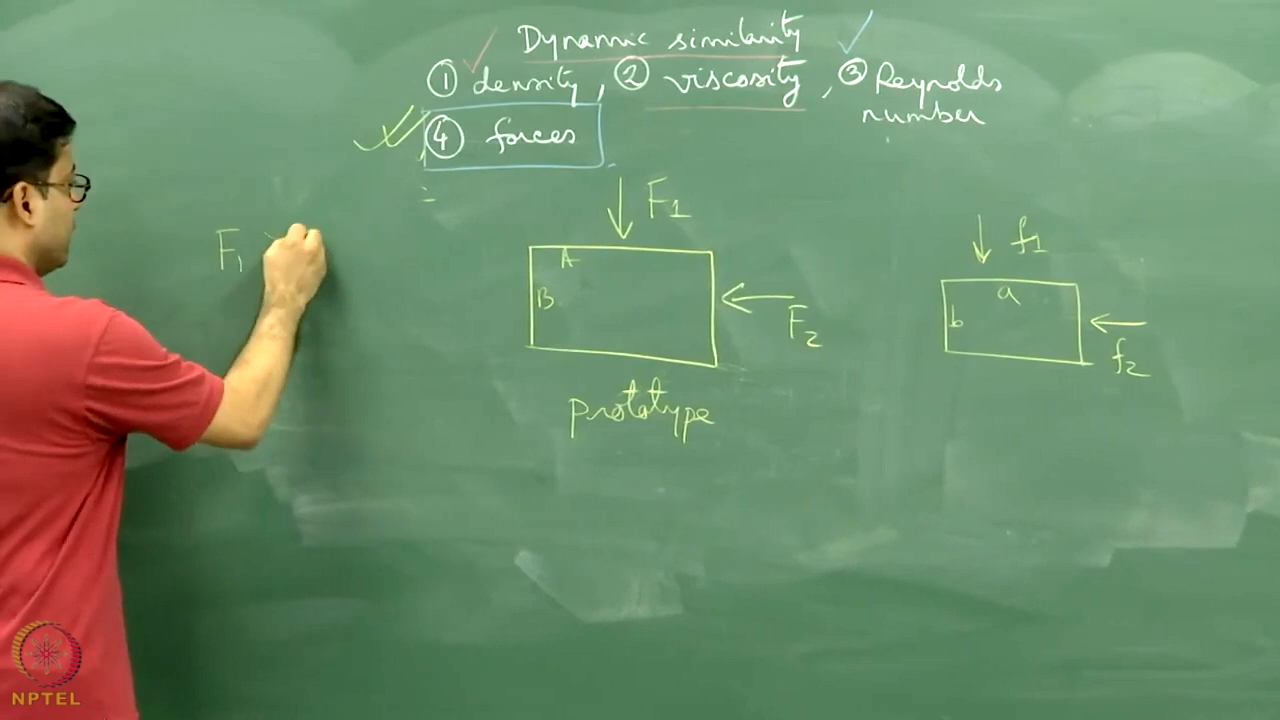 Dynamic similarity
① density, ② viscosity, ③ Reynolds
number
④ forces
F1
f1
F1
A
a
B
b
F2
f2
prototype
NPTEL